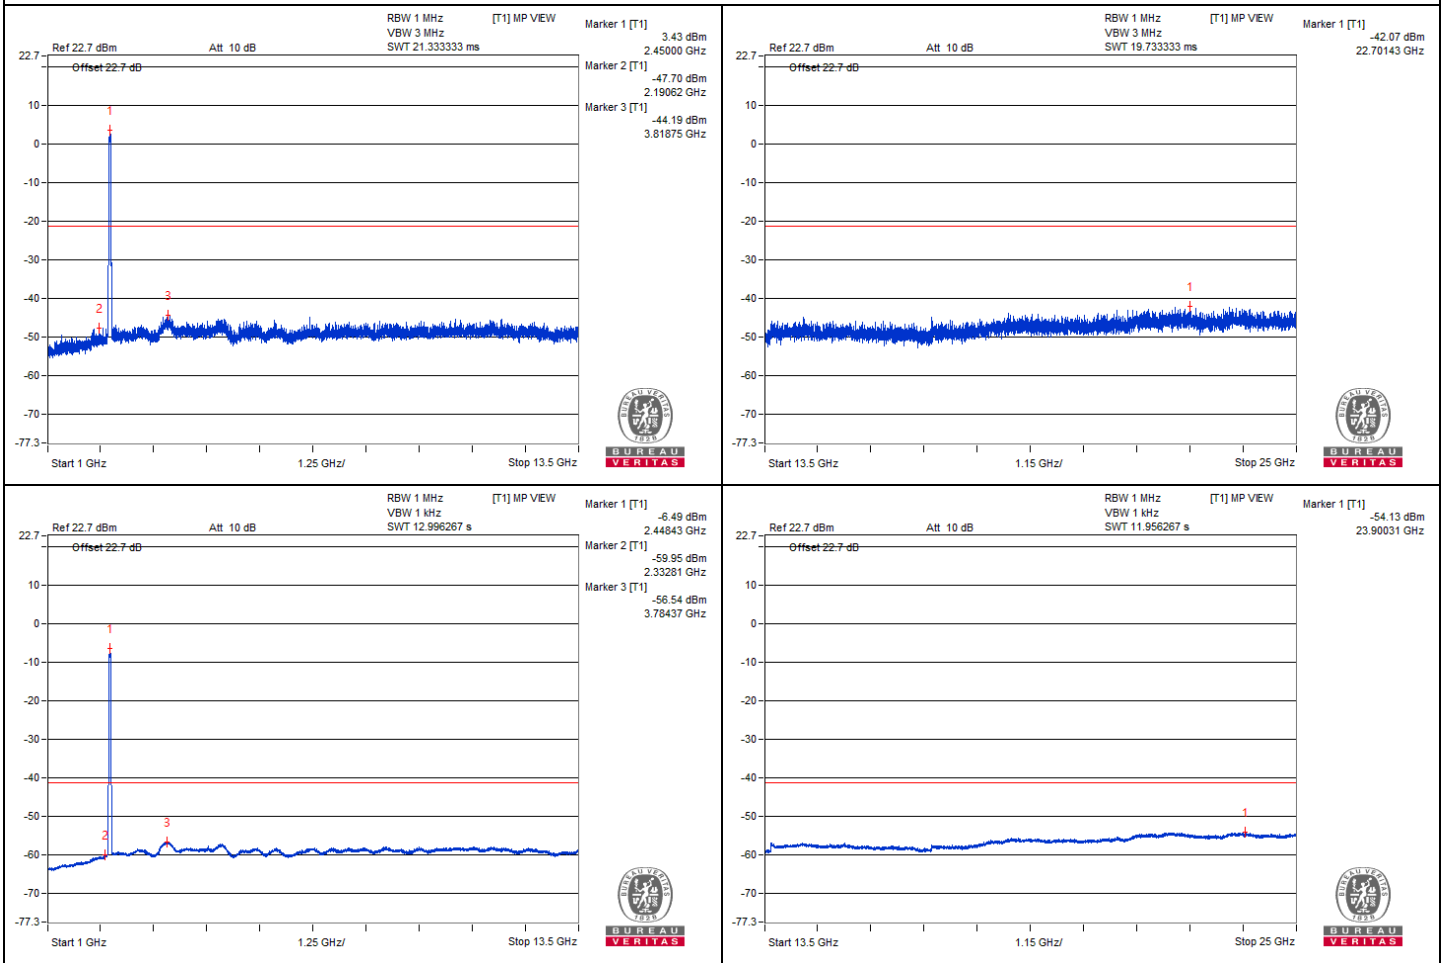 RBW 1 MHz [T1] MP VIEW
VBW 3 MHz
Ref 22.7 dBm Att 10 dB SWT 21.333333 ms
Marker 1 [T1]
3.43 dBm
2.45000 GHz
Marker 2 [T1]
-47.70 dBm
2.19062 GHz
Marker 3 [T1]
-44.19 dBm
3.81875 GHz
22.7
Offset 22.7 dB
10
0
-10
-20
-30
-40
-50
-60
-70
-77.3
1
2
3
Start 1 GHz 1.25 GHz/ Stop 13.5 GHz
BUREAU VERITAS
1828
BUREAU
VERITAS
RBW 1 MHz [T1] MP VIEW
VBW 3 MHz
Ref 22.7 dBm Att 10 dB SWT 19.733333 ms
Marker 1 [T1]
-42.07 dBm
22.70143 GHz
22.7
Offset 22.7 dB
10
0
-10
-20
-30
-40
-50
-60
-70
-77.3
1
Start 13.5 GHz 1.15 GHz/ Stop 25 GHz
BUREAU VERITAS
1828
BUREAU
VERITAS
RBW 1 MHz [T1] MP VIEW
VBW 1 kHz
Ref 22.7 dBm Att 10 dB SWT 12.996267 s
Marker 1 [T1]
-6.49 dBm
2.44843 GHz
Marker 2 [T1]
-59.95 dBm
2.33281 GHz
Marker 3 [T1]
-56.54 dBm
3.78437 GHz
22.7
Offset 22.7 dB
10
0
-10
-20
-30
-40
-50
-60
-70
-77.3
1
2
3
Start 1 GHz 1.25 GHz/ Stop 13.5 GHz
BUREAU VERITAS
1828
BUREAU
VERITAS
RBW 1 MHz [T1] MP VIEW
VBW 1 kHz
Ref 22.7 dBm Att 10 dB SWT 11.956267 s
Marker 1 [T1]
-54.13 dBm
23.90031 GHz
22.7
Offset 22.7 dB
10
0
-10
-20
-30
-40
-50
-60
-70
-77.3
1
Start 13.5 GHz 1.15 GHz/ Stop 25 GHz
BUREAU VERITAS
1828
BUREAU
VERITAS